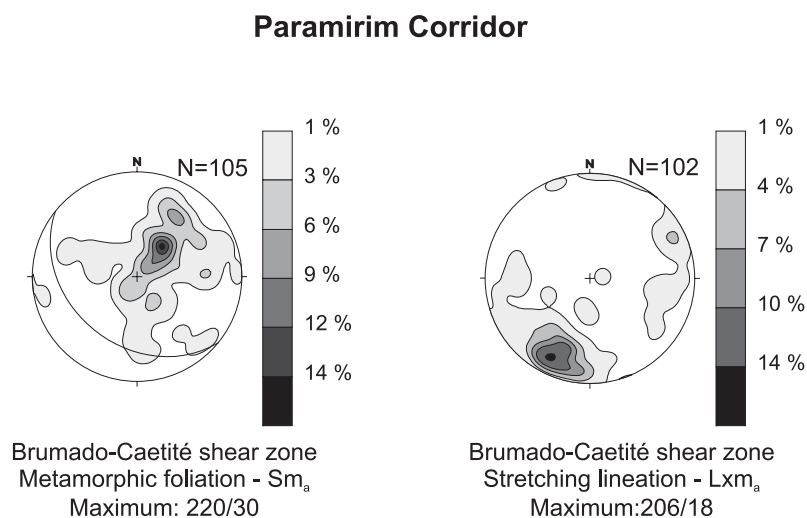 Paramirim Corridor
N
N=105
1 %
3 %
6 %
9 %
12 %
14 %
Brumado-Caetité shear zone
Metamorphic foliation - Smₐ
Maximum: 220/30
N
N=102
1 %
4 %
7 %
10 %
14 %
Brumado-Caetité shear zone
Stretching lineation - Lxmₐ
Maximum:206/18